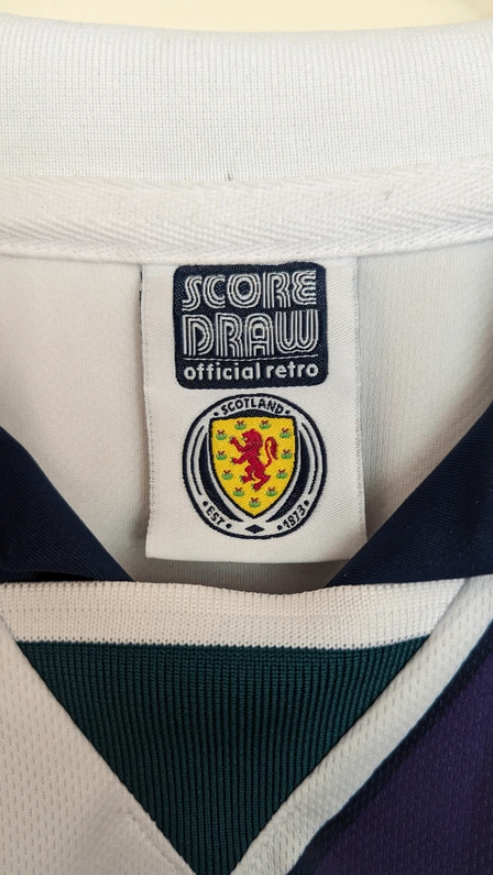 SCORE
DRAW
official retro
SCOTLAND
EST 1873